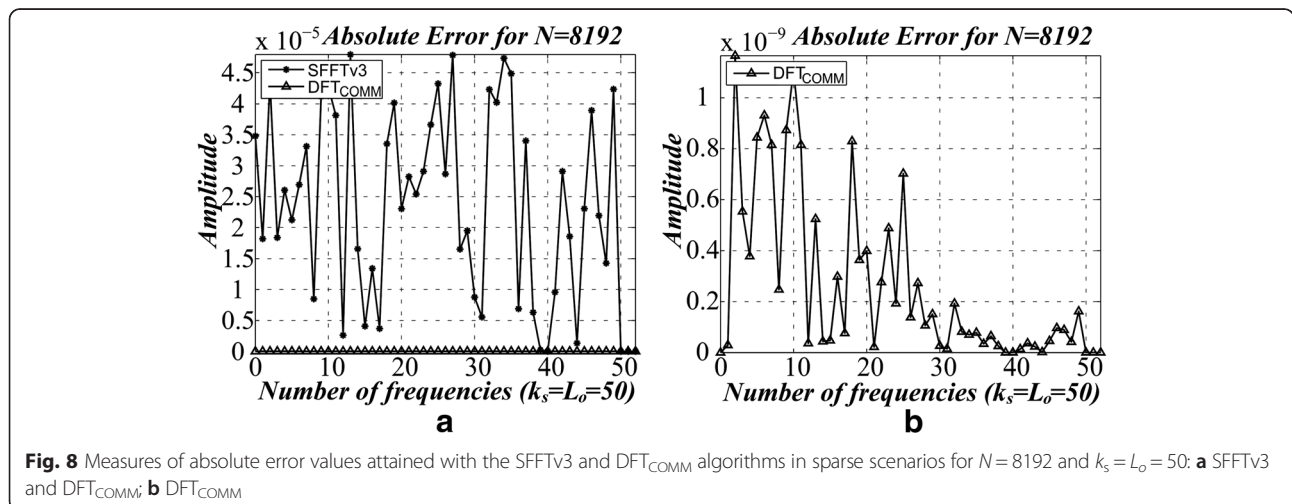 x 10⁻⁵ Absolute Error for N=8192
4.5
4
3.5
3
2.5
2
1.5
1
0.5
0
Amplitude
SFFTv3
DFT_COMM
0 10 20 30 40 50
Number of frequencies (k_s=L_o=50)
a
x 10⁻⁹ Absolute Error for N=8192
1
0.8
0.6
0.4
0.2
0
Amplitude
DFT_COMM
0 10 20 30 40 50
Number of frequencies (k_s=L_o=50)
b
Fig. 8 Measures of absolute error values attained with the SFFTv3 and DFT_COMM algorithms in sparse scenarios for N = 8192 and k_s = L_o = 50: a SFFTv3
and DFT_COMM; b DFT_COMM